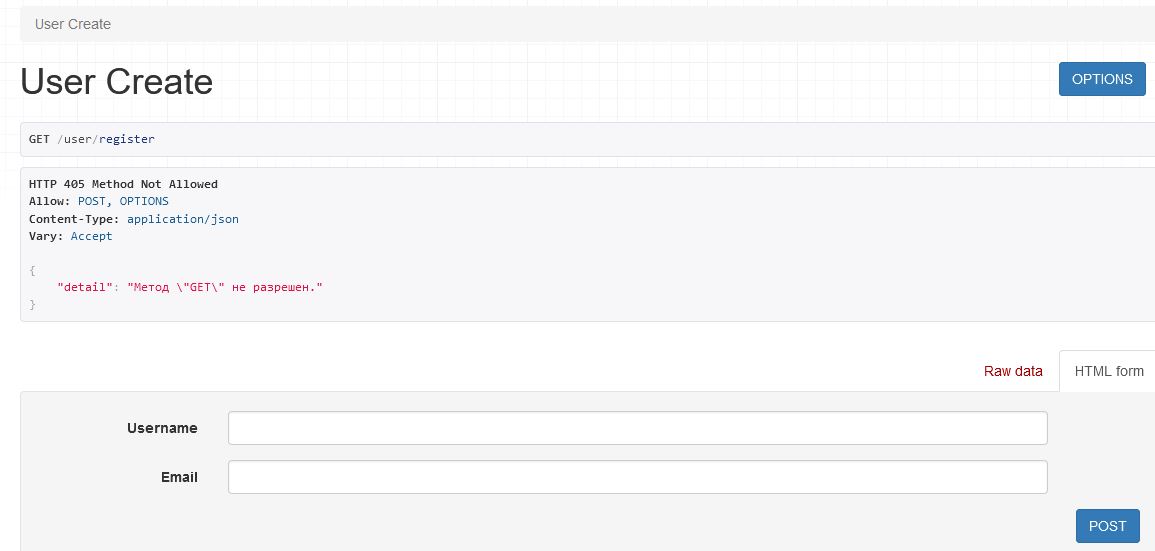 User Create
User Create
OPTIONS
GET /user/register
HTTP 405 Method Not Allowed
Allow: POST, OPTIONS
Content-Type: application/json
Vary: Accept
{
"detail": "Метод \"GET\" не разрешен."
}
Raw data
HTML form
Username
Email
POST